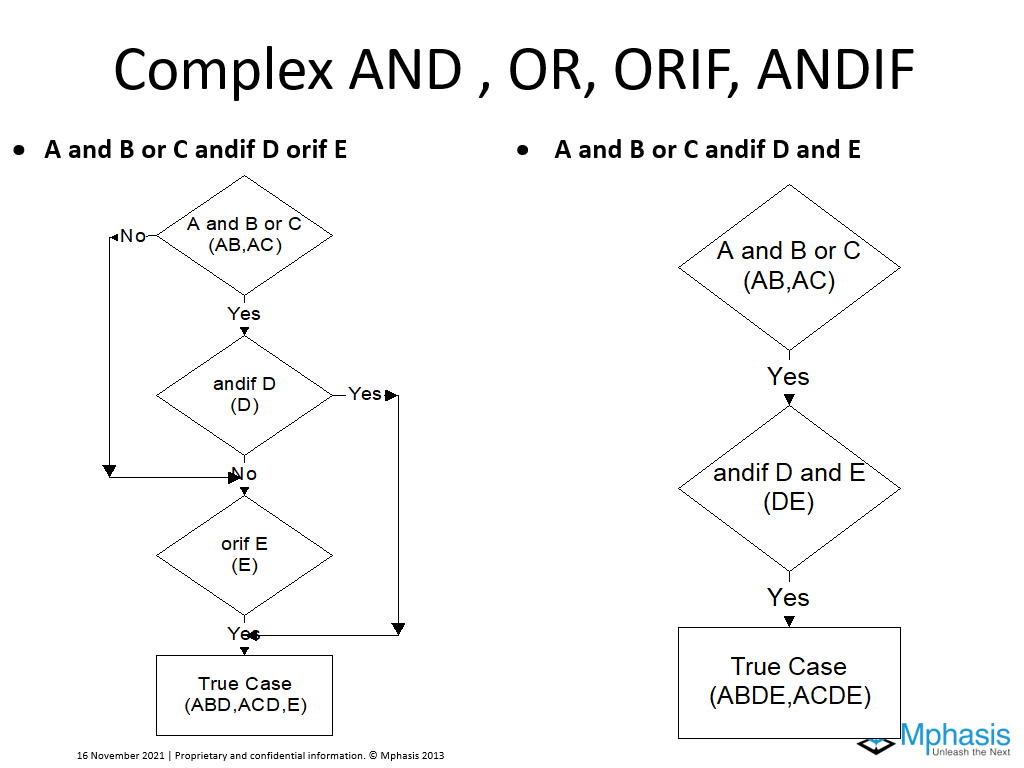 Complex AND , OR, ORIF, ANDIF
• A and B or C andif D orif E
A and B or C
(AB,AC)
No
Yes
andif D
(D)
Yes
No
orif E
(E)
Yes
True Case
(ABD,ACD,E)
• A and B or C andif D and E
A and B or C
(AB,AC)
Yes
andif D and E
(DE)
Yes
True Case
(ABDE,ACDE)
16 November 2021 | Proprietary and confidential information. © Mphasis 2013
Mphasis
Unleash the Next